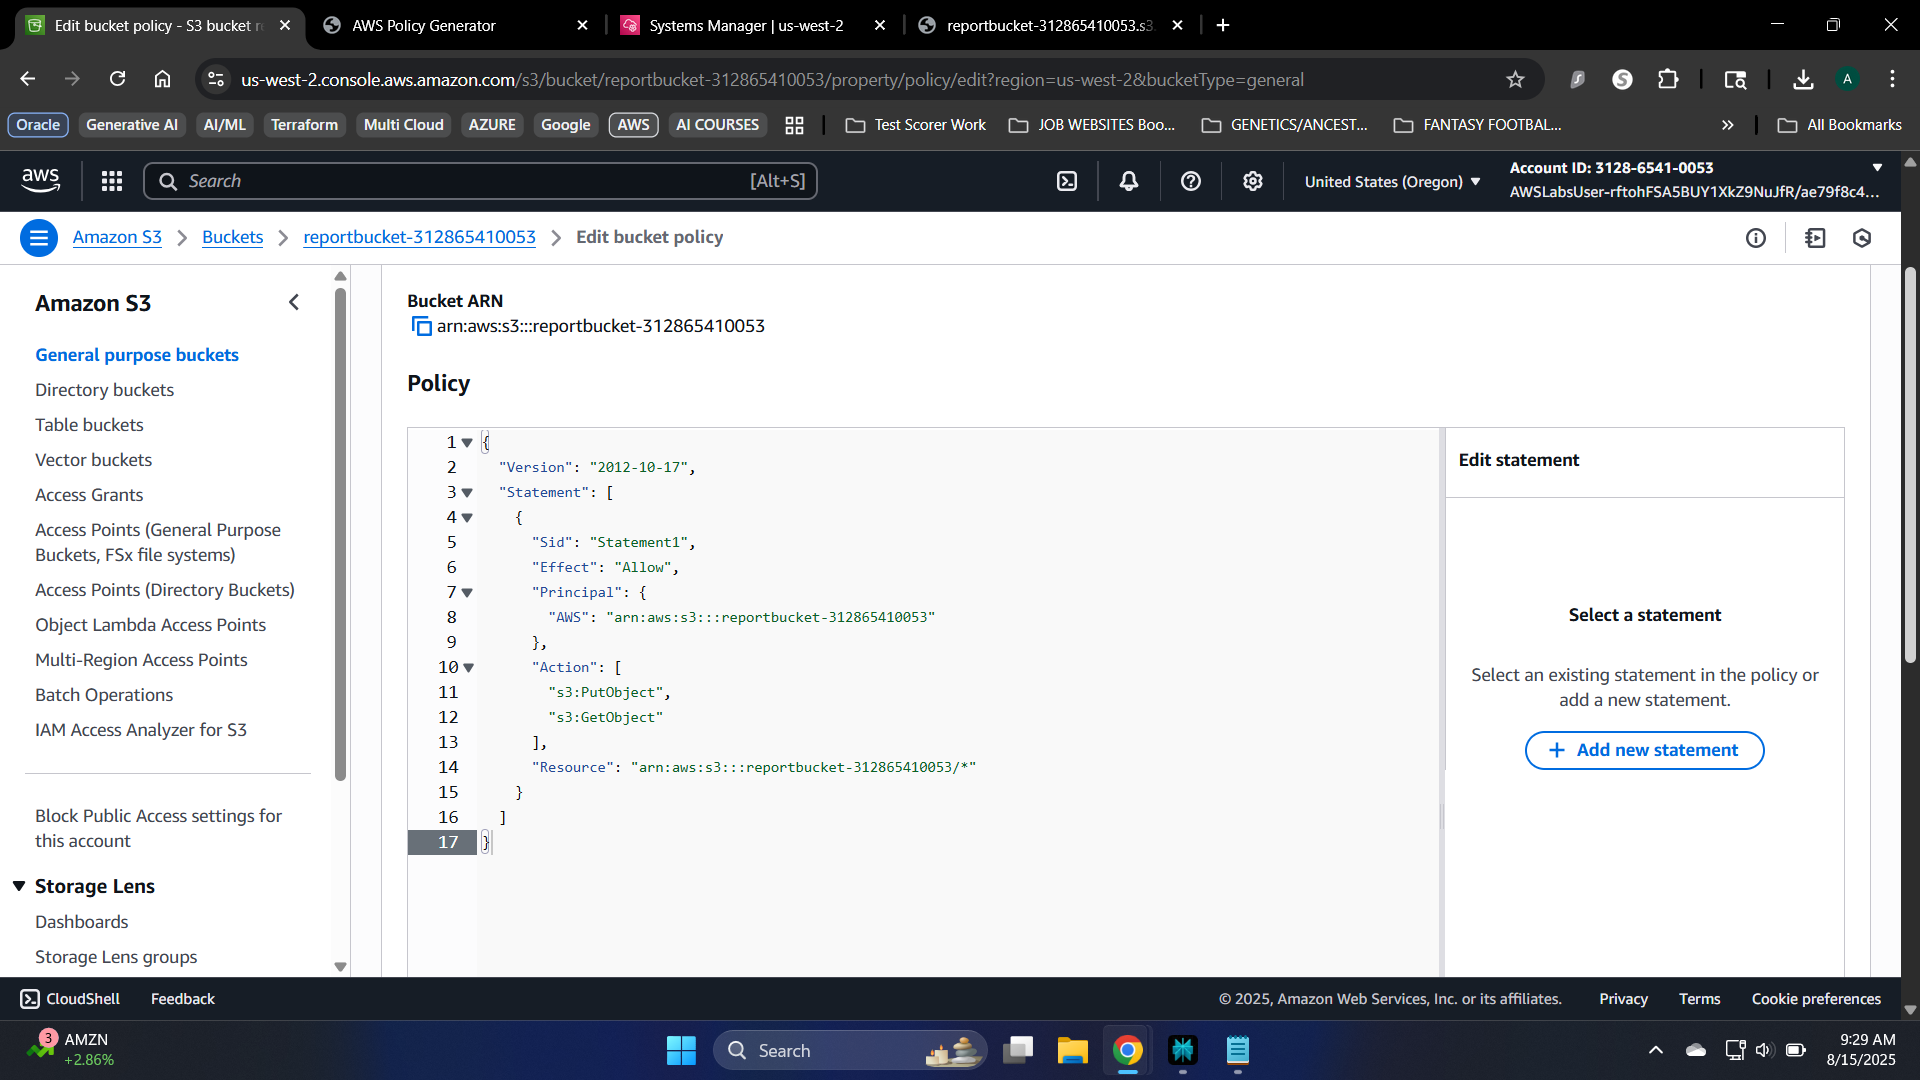 Edit bucket policy - S3 bucket r
AWS Policy Generator
Systems Manager | us-west-2
reportbucket-312865410053.s3.
us-west-2.console.aws.amazon.com/s3/bucket/reportbucket-312865410053/property/policy/edit?region=us-west-2&bucketType=general
A
Oracle
Generative AI
AI/ML
Terraform
Multi Cloud
AZURE
Google
AWS
AI COURSES
Test Scorer Work
JOB WEBSITES Boo...
GENETICS/ANCEST...
FANTASY FOOTBAL...
All Bookmarks
aws
Search
[Alt+S]
United States (Oregon)
Account ID: 3128-6541-0053
AWSLabsUser-rftohFSA5BUY1XkZ9NuJfR/ae79f8c4...
Amazon S3
Buckets
reportbucket-312865410053
Edit bucket policy
Amazon S3
General purpose buckets
Directory buckets
Table buckets
Vector buckets
Access Grants
Access Points (General Purpose
Buckets, FSx file systems)
Access Points (Directory Buckets)
Object Lambda Access Points
Multi-Region Access Points
Batch Operations
IAM Access Analyzer for S3
Block Public Access settings for
this account
Storage Lens
Dashboards
Storage Lens groups
Bucket ARN
arn:aws:s3:::reportbucket-312865410053
Policy
1 {
2 "Version": "2012-10-17",
3 "Statement": [
4 {
5 "Sid": "Statement1",
6 "Effect": "Allow",
7 "Principal": {
8 "AWS": "arn:aws:s3:::reportbucket-312865410053"
9 },
10 "Action": [
11 "s3:PutObject",
12 "s3:GetObject"
13 ],
14 "Resource": "arn:aws:s3:::reportbucket-312865410053/*"
15 }
16 ]
17 }
Edit statement
Select a statement
Select an existing statement in the policy or
add a new statement.
+ Add new statement
CloudShell
Feedback
© 2025, Amazon Web Services, Inc. or its affiliates.
Privacy
Terms
Cookie preferences
3
AMZN
+2.86%
Search
9:29 AM
8/15/2025